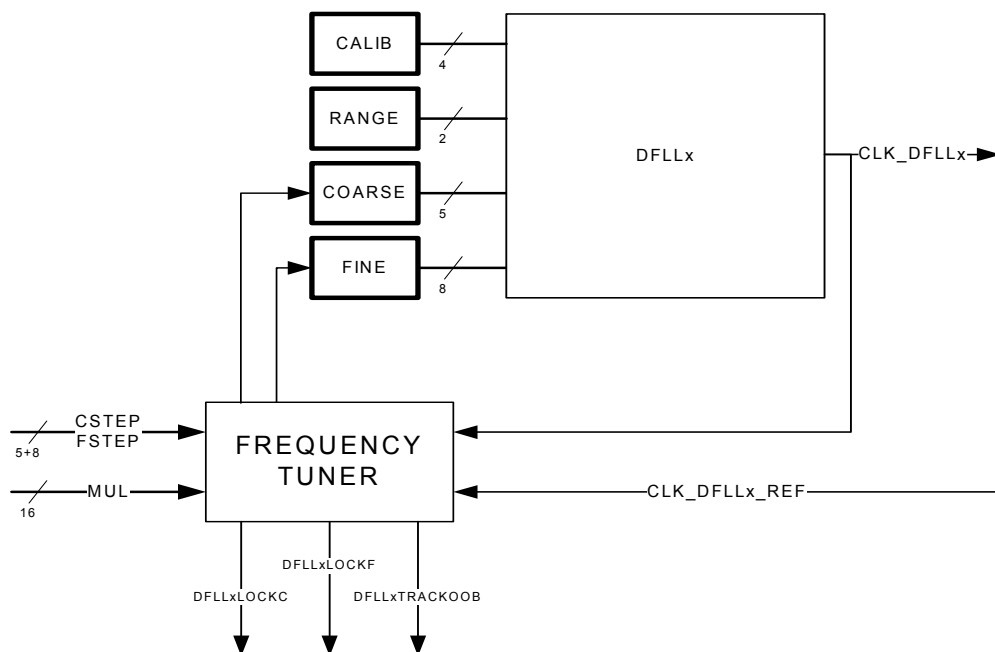 CALIB
4
RANGE
2
DFLLx
CLK_DFLLx
COARSE
5
FINE
8
CSTEP
FSTEP
5+8
FREQUENCY
TUNER
MUL
16
CLK_DFLLx_REF
DFLLxLOCKF
DFLLxLOCKC
DFLLxTRACKOOB